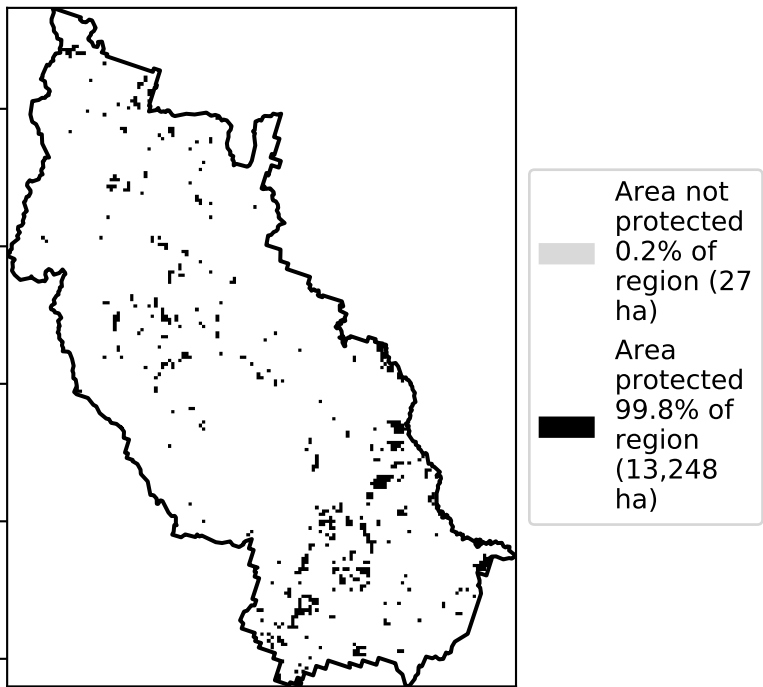 Area not
protected
0.2% of
region (27
ha)
Area
protected
99.8% of
region
(13,248
ha)